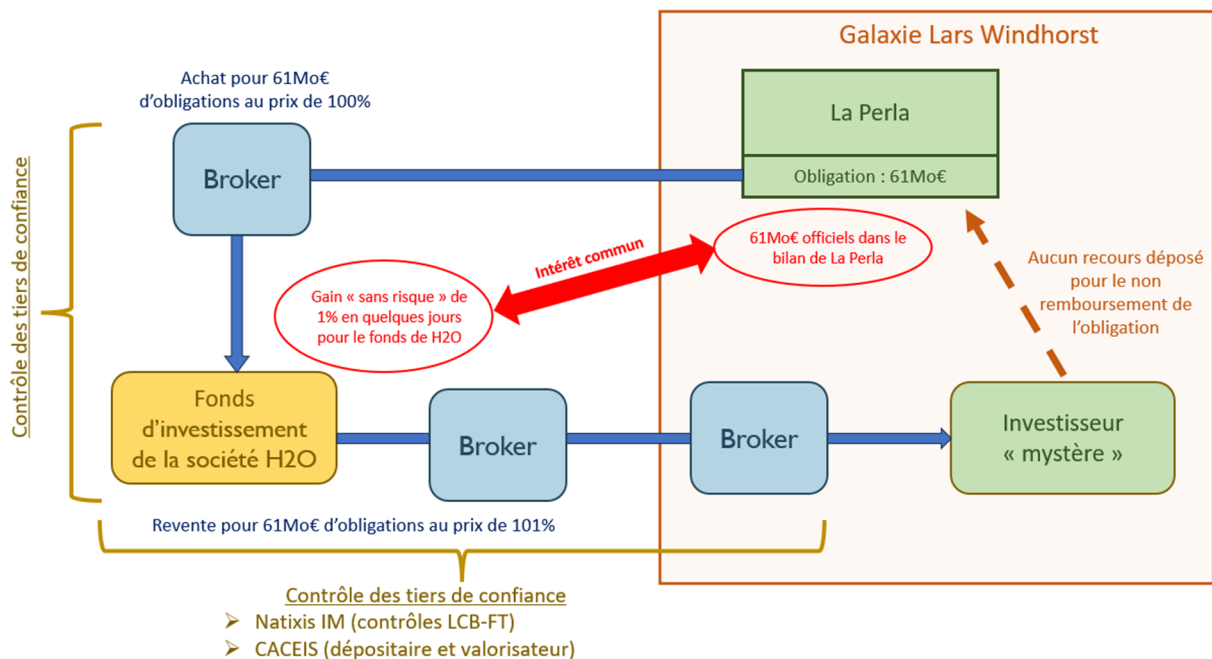 Galaxie Lars Windhorst
Achat pour 61Mo€
d'obligations au prix de 100%
Contrôle des tiers de confiance
Broker
La Perla
Obligation : 61Mo€
Intérêt commun
61Mo€ officiels dans le
bilan de La Perla
Gain « sans risque » de
1% en quelques jours
pour le fonds de H2O
Aucun recours déposé
pour le non
remboursement de
l'obligation
Fonds
d'investissement
de la société H2O
Broker
Broker
Investisseur
« mystère »
Revente pour 61Mo€ d'obligations au prix de 101%
Contrôle des tiers de confiance
➢ Natixis IM (contrôles LCB-FT)
➢ CACEIS (dépositaire et valorisateur)